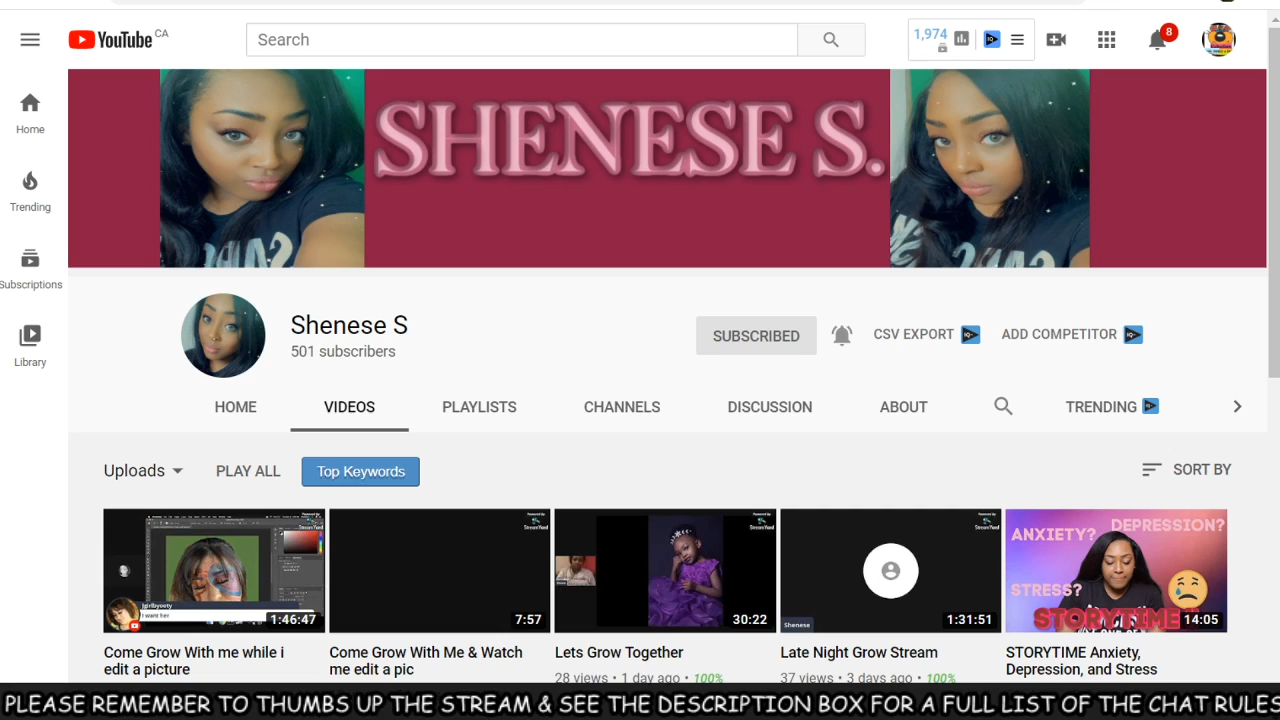 YouTube CA
Search
1,974
8
Home
Trending
Subscriptions
Library
SHENESE S.
Shenese S
501 subscribers
SUBSCRIBED
CSV EXPORT
ADD COMPETITOR
HOME
VIDEOS
PLAYLISTS
CHANNELS
DISCUSSION
ABOUT
TRENDING
Uploads
PLAY ALL
Top Keywords
SORT BY
1:46:47
Come Grow With me while i
edit a picture
7:57
Come Grow With Me & Watch
me edit a pic
30:22
Lets Grow Together
28 views • 1 day ago • 100%
Shenese
1:31:51
Late Night Grow Stream
37 views • 3 days ago • 100%
ANXIETY?
DEPRESSION?
STRESS?
STORYTIME
14:05
STORYTIME Anxiety,
Depression, and Stress
PLEASE REMEMBER TO THUMBS UP THE STREAM & SEE THE DESCRIPTION BOX FOR A FULL LIST OF THE CHAT RULES